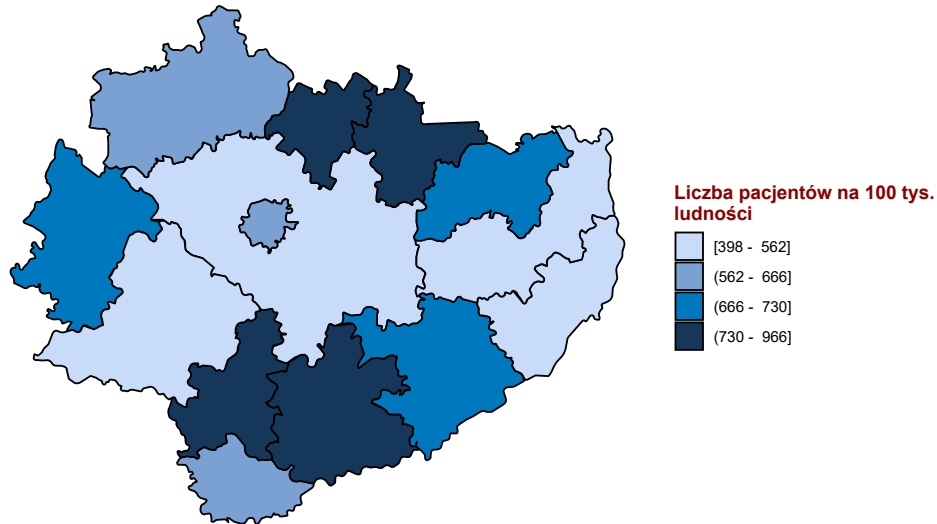 Liczba pacjentów na 100 tys.
ludności
[398 - 562]
(562 - 666]
(666 - 730]
(730 - 966]